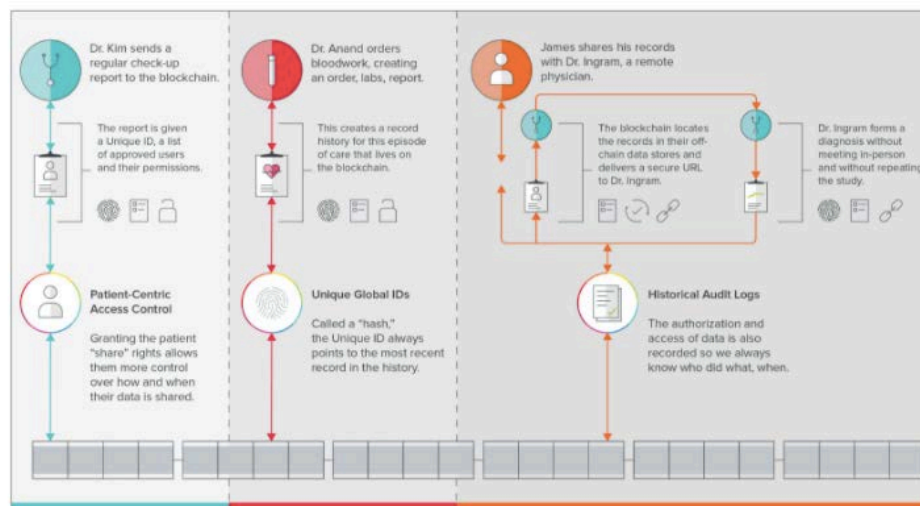 Dr. Kim sends a
regular check-up
report to the blockchain.
The report is given
a Unique ID, a list
of approved users
and their permissions.
Patient-Centric
Access Control
Granting the patient
“share” rights allows
them more control
over how and when
their data is shared.
Dr. Anand orders
bloodwork, creating
an order, labs, report.
This creates a record
history for this episode
of care that lives on
the blockchain.
Unique Global IDs
Called a “hash,”
the Unique ID always
points to the most recent
record in the history.
James shares his records
with Dr. Ingram, a remote
physician.
The blockchain locates
the records in their off-
chain data stores and
delivers a secure URL
to Dr. Ingram.
Dr. Ingram forms a
diagnosis without
meeting in-person
and without repeating
the study.
Historical Audit Logs
The authorization and
access of data is also
recorded so we always
know who did what, when.